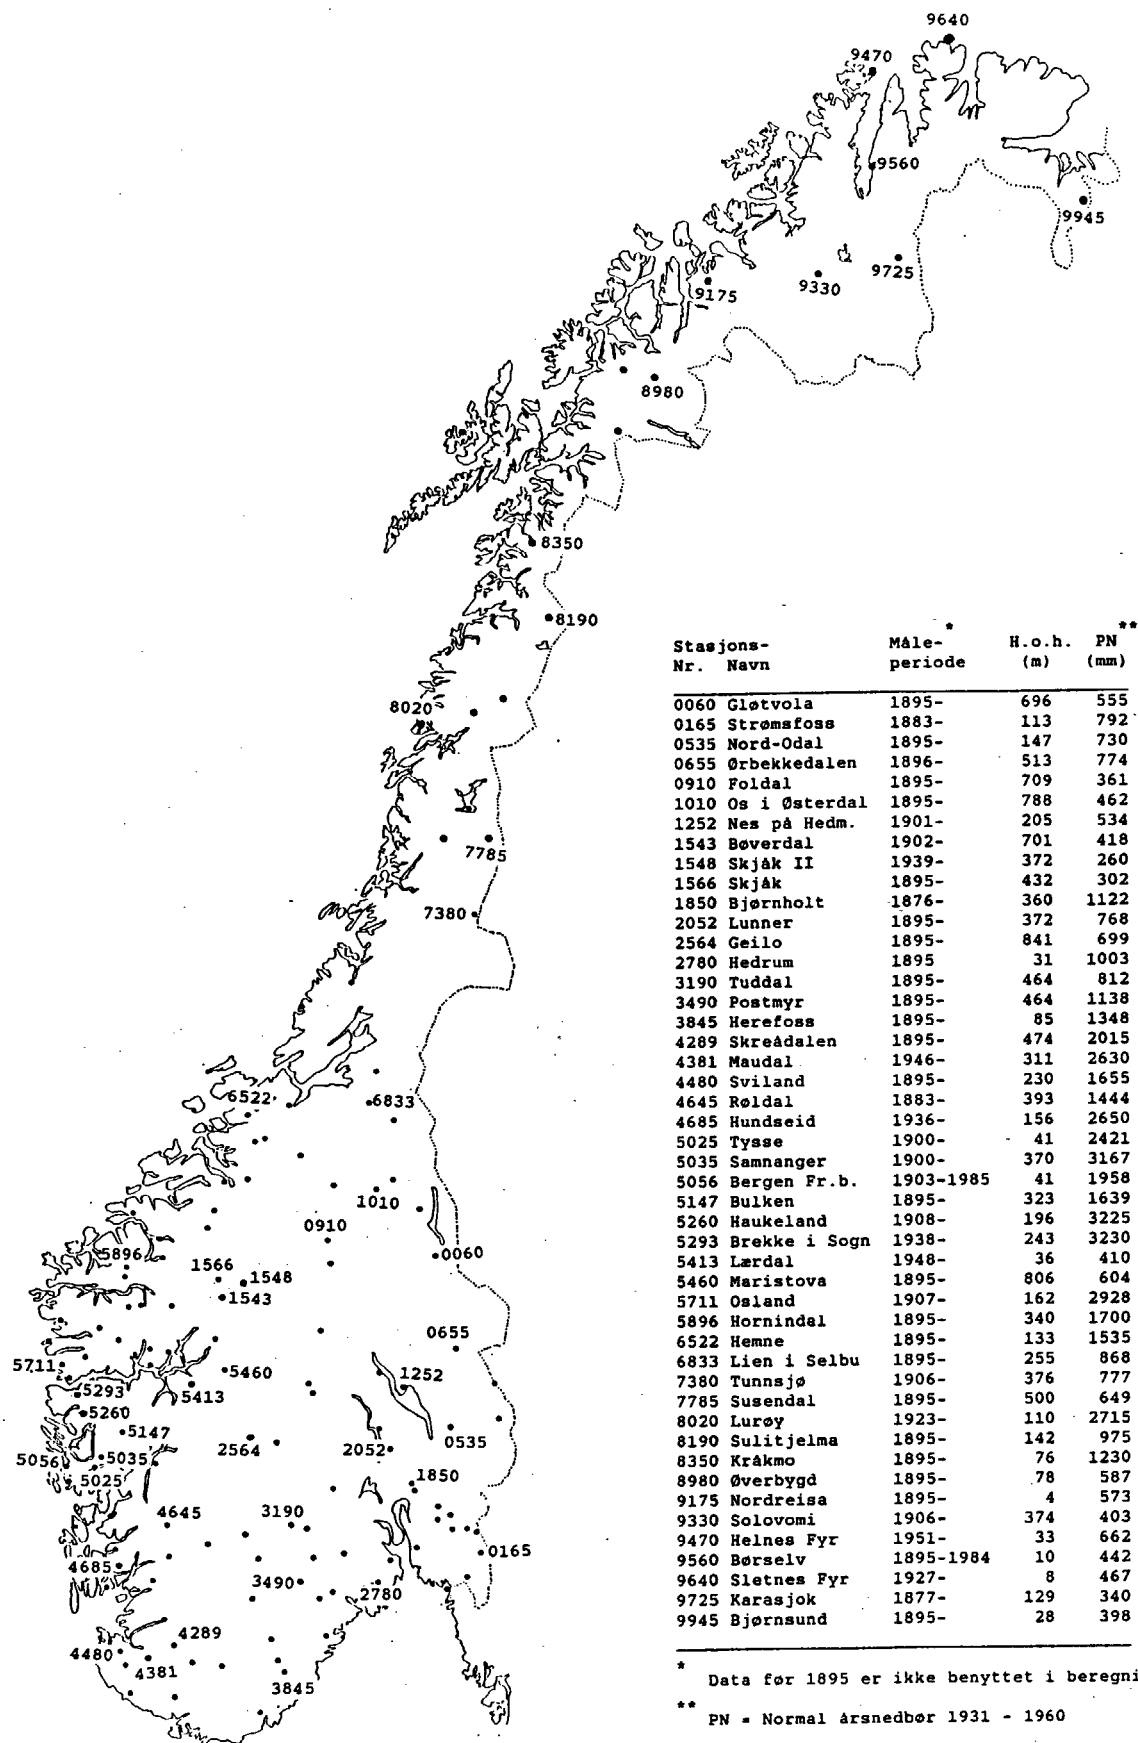 9640
9470
9560
9945
9725
9330
9175
8980
8350
8190
8020
7785
7380
6522
6833
1010
0910
0060
5896
1566
1548
1543
0655
5711
5460
1252
5293
5413
5260
5147
2564
2052
0535
5056
5035
5025
1850
4645
3190
0165
4685
3490
2780
4289
4480
4381
3845
Stasjons- Måle- * H.o.h. PN **
Nr. Navn periode (m) (mm)
0060 Gløtvola 1895- 696 555
0165 Strømsfoss 1883- 113 792
0535 Nord-Odal 1895- 147 730
0655 Ørbekkedalen 1896- 513 774
0910 Foldal 1895- 709 361
1010 Os i Østerdal 1895- 788 462
1252 Nes på Hedm. 1901- 205 534
1543 Bøverdal 1902- 701 418
1548 Skjåk II 1939- 372 260
1566 Skjåk 1895- 432 302
1850 Bjørnholt 1876- 360 1122
2052 Lunner 1895- 372 768
2564 Geilo 1895- 841 699
2780 Hedrum 1895 31 1003
3190 Tuddal 1895- 464 812
3490 Postmyr 1895- 464 1138
3845 Herefoss 1895- 85 1348
4289 Skreådalen 1895- 474 2015
4381 Maudal 1946- 311 2630
4480 Sviland 1895- 230 1655
4645 Røldal 1883- 393 1444
4685 Hundseid 1936- 156 2650
5025 Tysse 1900- 41 2421
5035 Samnanger 1900- 370 3167
5056 Bergen Fr.b. 1903-1985 41 1958
5147 Bulken 1895- 323 1639
5260 Haukeland 1908- 196 3225
5293 Brekke i Sogn 1938- 243 3230
5413 Lærdal 1948- 36 410
5460 Maristova 1895- 806 604
5711 Osland 1907- 162 2928
5896 Hornindal 1895- 340 1700
6522 Hemne 1895- 133 1535
6833 Lien i Selbu 1895- 255 868
7380 Tunnsjø 1906- 376 777
7785 Susendal 1895- 500 649
8020 Lurøy 1923- 110 2715
8190 Sulitjelma 1895- 142 975
8350 Kråkmo 1895- 76 1230
8980 Øverbygd 1895- 78 587
9175 Nordreisa 1895- 4 573
9330 Solovomi 1906- 374 403
9470 Helnes Fyr 1951- 33 662
9560 Børselv 1895-1984 10 442
9640 Sletnes Fyr 1927- 8 467
9725 Karasjok 1877- 129 340
9945 Bjørnsund 1895- 28 398
* Data før 1895 er ikke benyttet i beregni
** PN = Normal årsnedbør 1931 - 1960